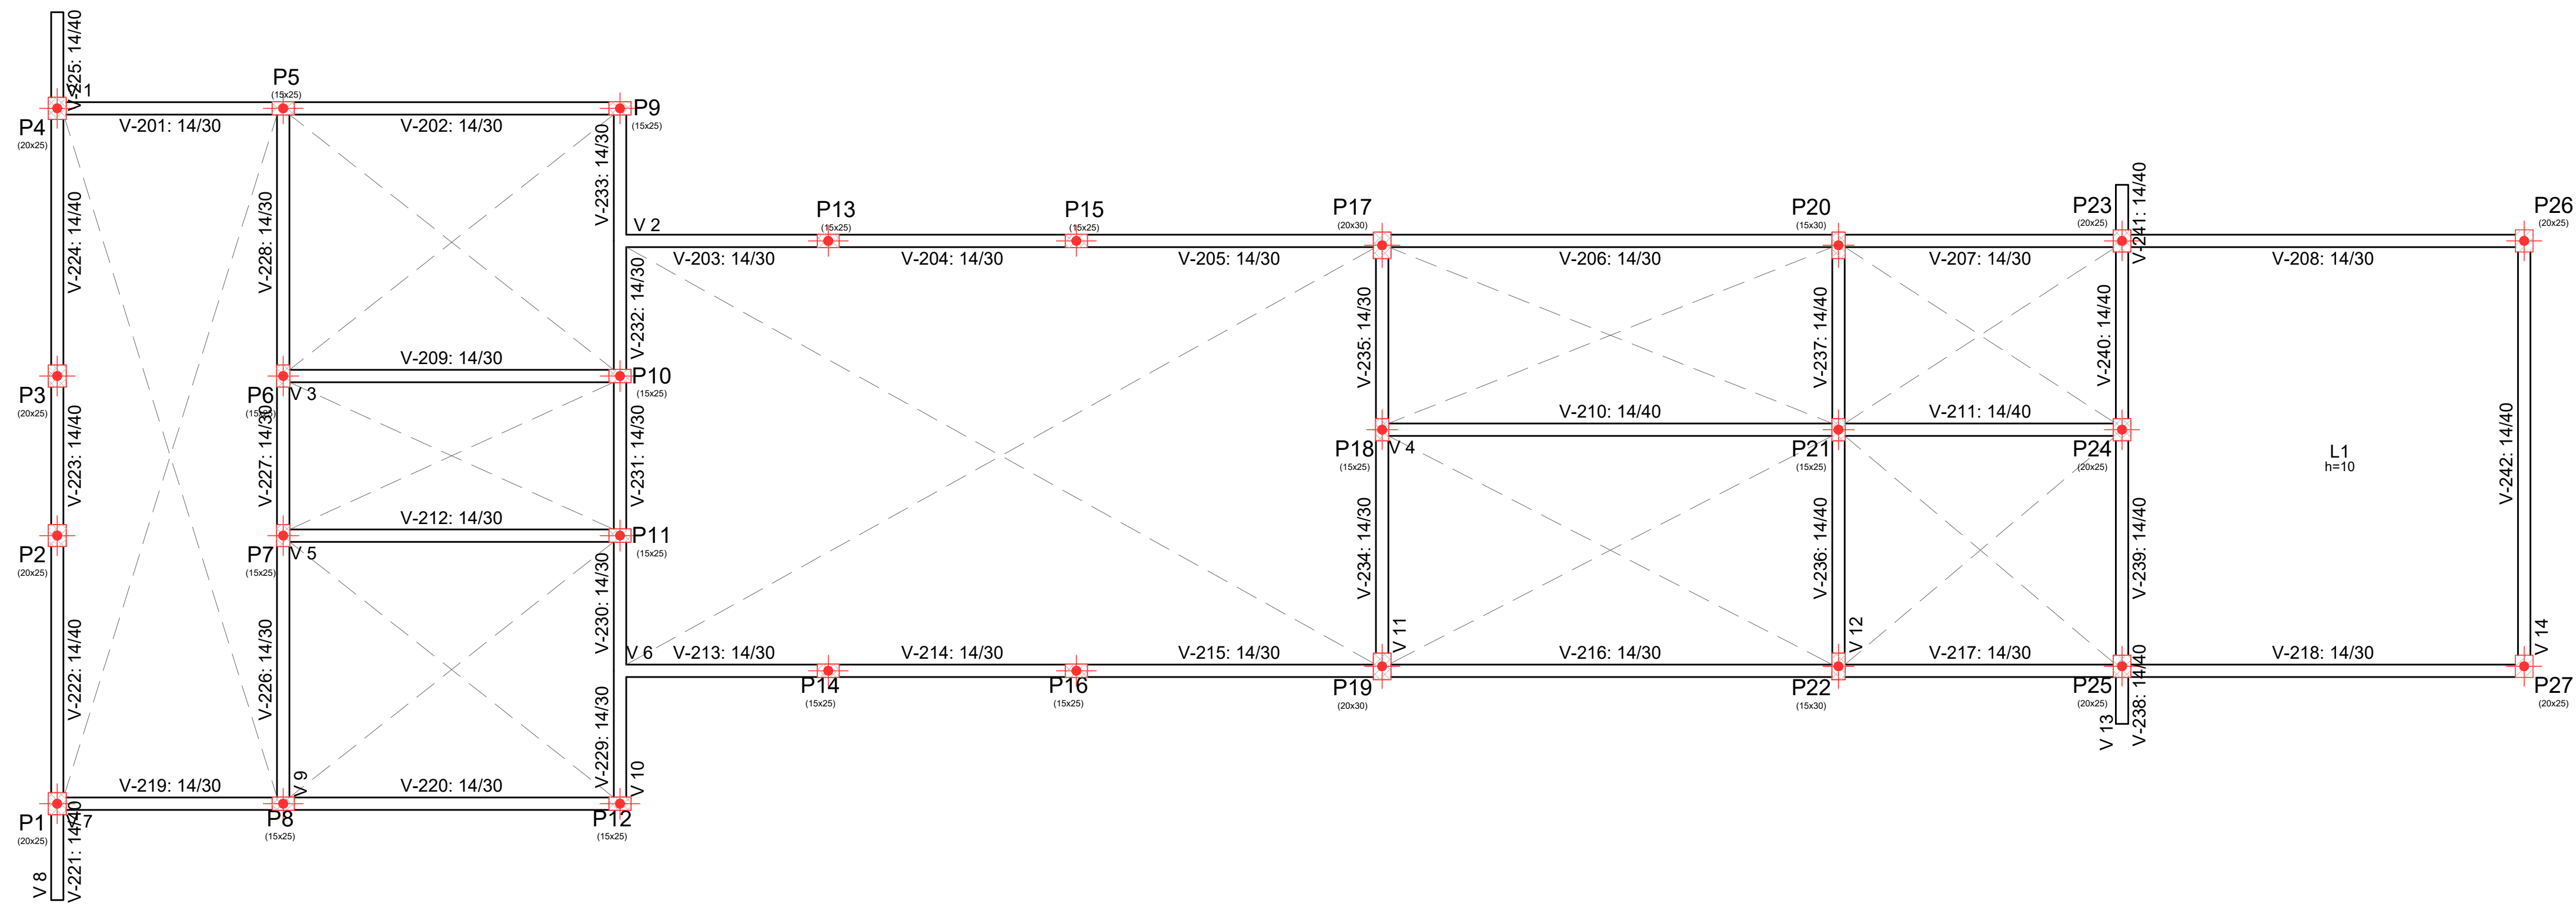 V-225: 14/40
P5
(15x25)
V 1
P4
(20x25)
V-201: 14/30
V-202: 14/30
P9
(15x25)
V-233: 14/30
V-224: 14/40
V-228: 14/30
V 2
P13
(15x25)
P15
(15x25)
P17
(20x30)
P20
(15x30)
P23
(20x25)
V-241: 14/40
P26
(20x25)
V-203: 14/30
V-204: 14/30
V-205: 14/30
V-206: 14/30
V-207: 14/30
V-208: 14/30
V-232: 14/30
V-235: 14/30
V-237: 14/40
V-240: 14/40
V-209: 14/30
P3
(20x25)
P6
(15x25)
V 3
P10
(15x25)
V-210: 14/40
V-211: 14/40
V-223: 14/40
V-227: 14/30
V-231: 14/30
P18
(15x25)
V 4
P21
(15x25)
P24
(20x25)
L1
h=10
V-242: 14/40
V-212: 14/30
P2
(20x25)
P7
(15x25)
V 5
P11
(15x25)
V-222: 14/40
V-226: 14/30
V-230: 14/30
V-234: 14/30
V-236: 14/40
V-239: 14/40
V 6
V-213: 14/30
V-214: 14/30
V-215: 14/30
V 11
V-216: 14/30
V 12
V-217: 14/30
V-218: 14/30
V 14
P14
(15x25)
P16
(15x25)
P19
(20x30)
P22
(15x30)
P25
(20x25)
P27
(20x25)
V 13
V-238: 14/40
V-229: 14/30
V-219: 14/30
V 9
V-220: 14/30
V 10
P1
(20x25)
V 7
P8
(15x25)
P12
(15x25)
V 8
V-221: 14/40